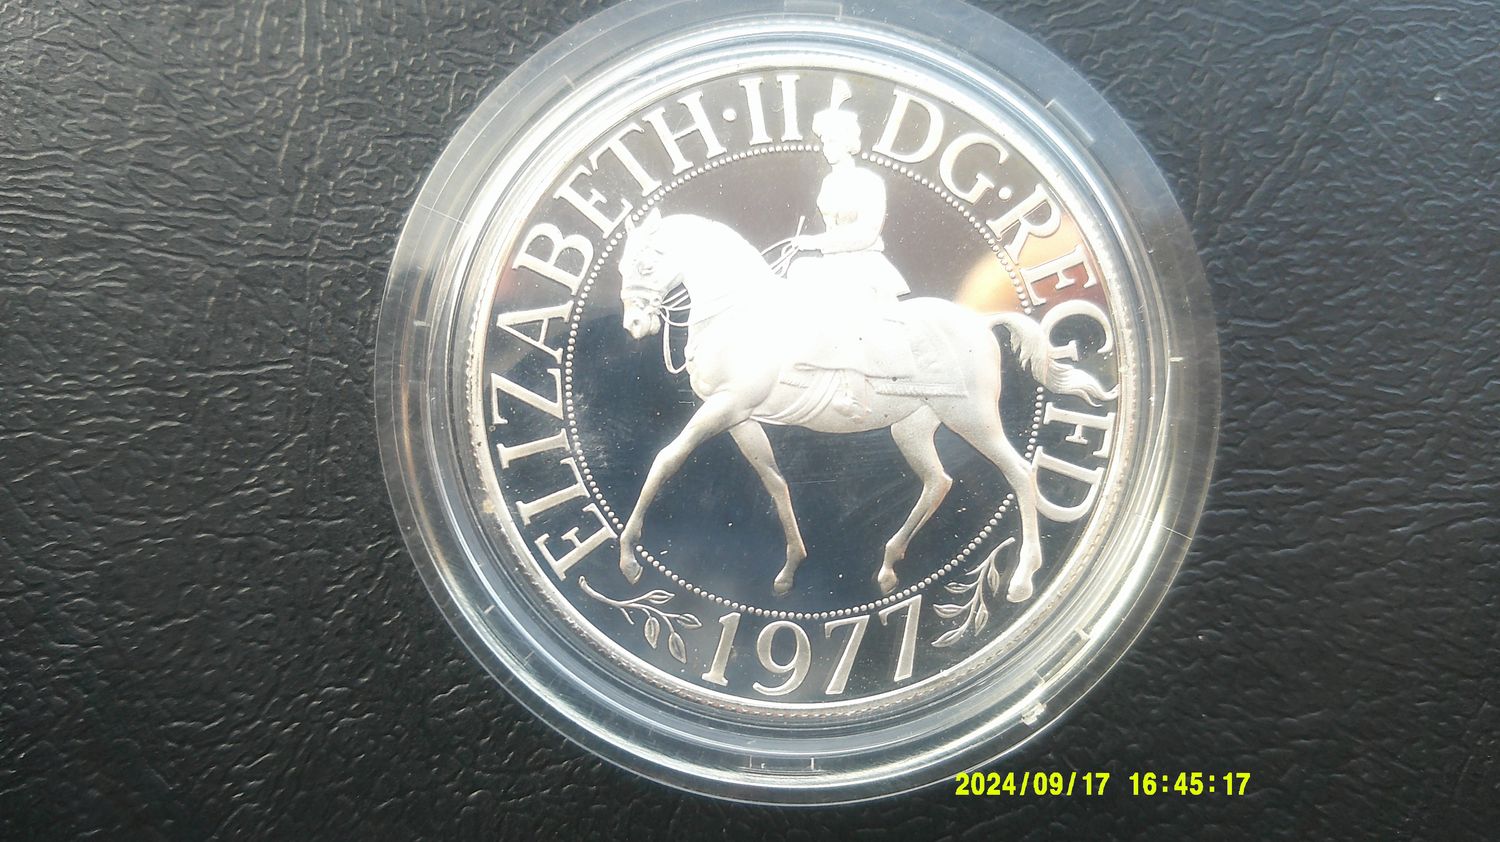 ELIZABETH·II DG·REG FD
1977
2024/09/17 16:45:17